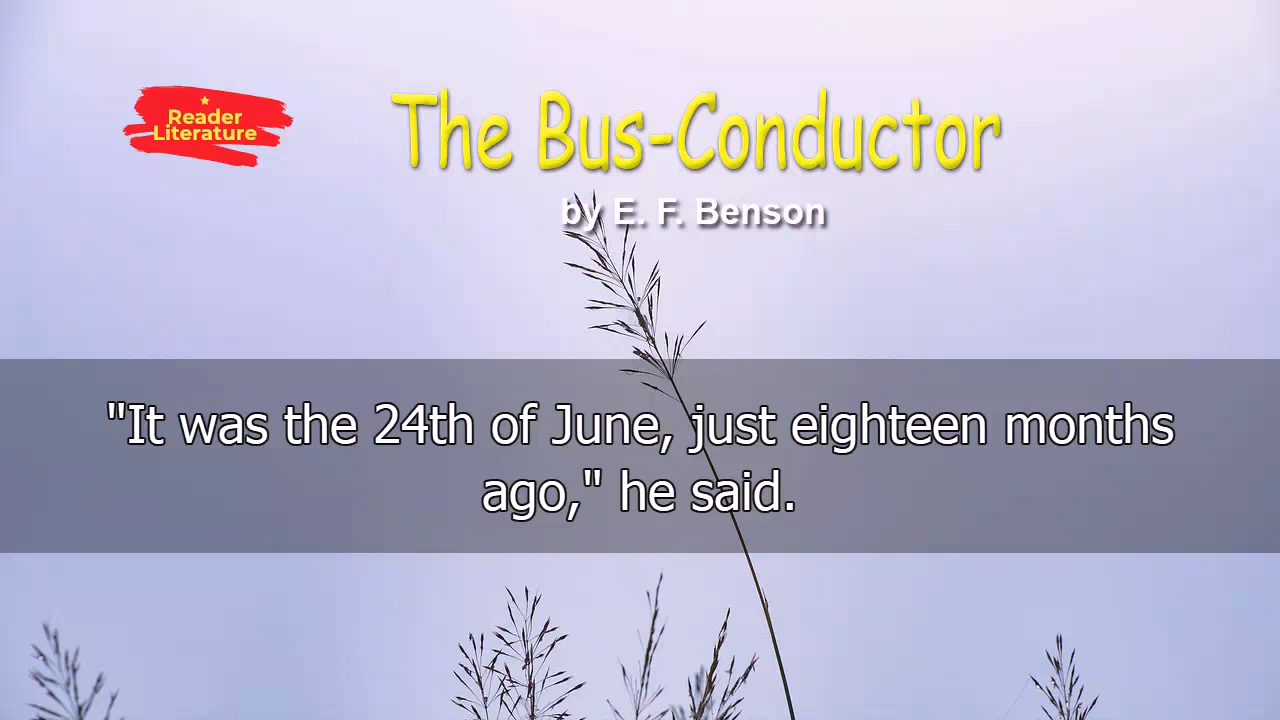 Reader
Literature
The Bus-Conductor
by E. F. Benson
"It was the 24th of June, just eighteen months
ago," he said.